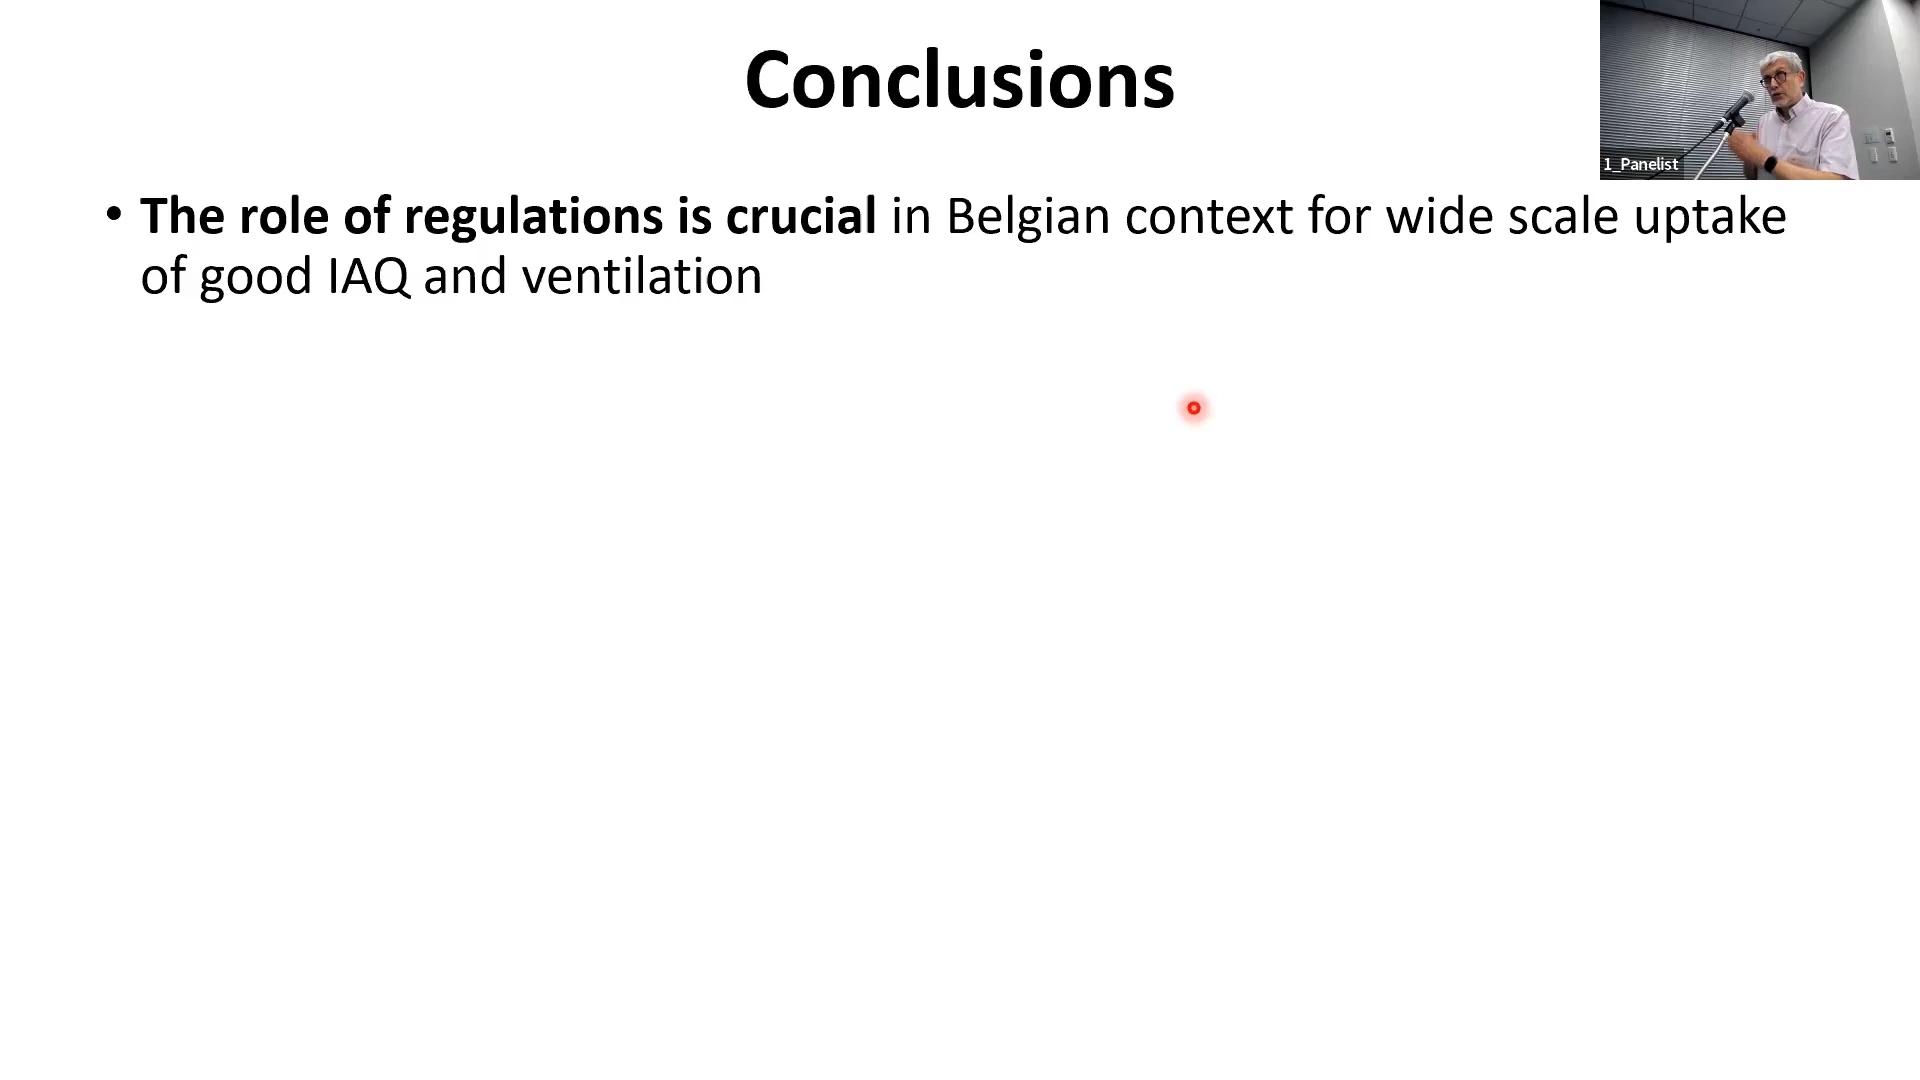 Conclusions
1_Panelist
• The role of regulations is crucial in Belgian context for wide scale uptake
of good IAQ and ventilation